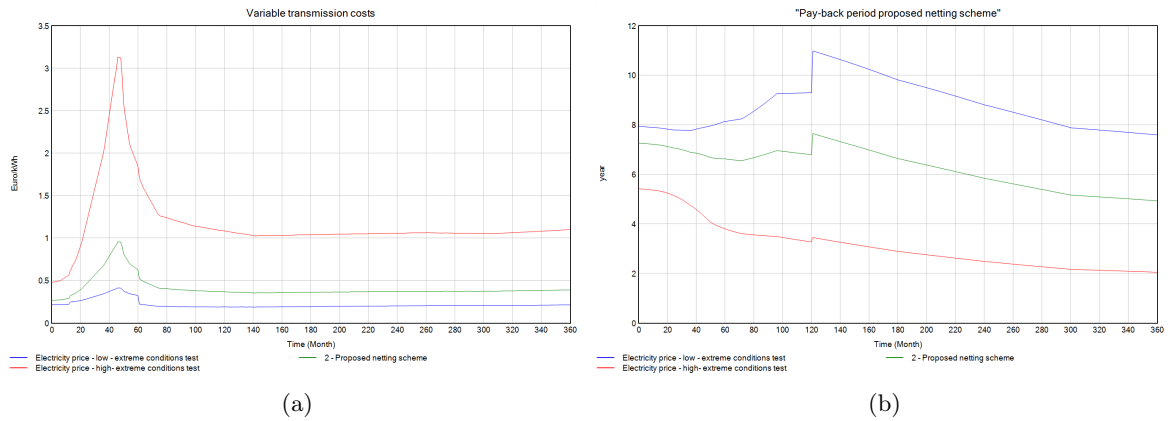 Variable transmission costs
3.5
3
2.5
2
1.5
1
0.5
0
Euro/kWh
0 20 40 60 80 100 120 140 160 180 200 220 240 260 280 300 320 340 360
Time (Month)
Electricity price - low - extreme conditions test
2 - Proposed netting scheme
Electricity price - high- extreme conditions test
(a)
"Pay-back period proposed netting scheme"
12
10
8
6
4
2
0
year
0 20 40 60 80 100 120 140 160 180 200 220 240 260 280 300 320 340 360
Time (Month)
Electricity price - low - extreme conditions test
2 - Proposed netting scheme
Electricity price - high- extreme conditions test
(b)